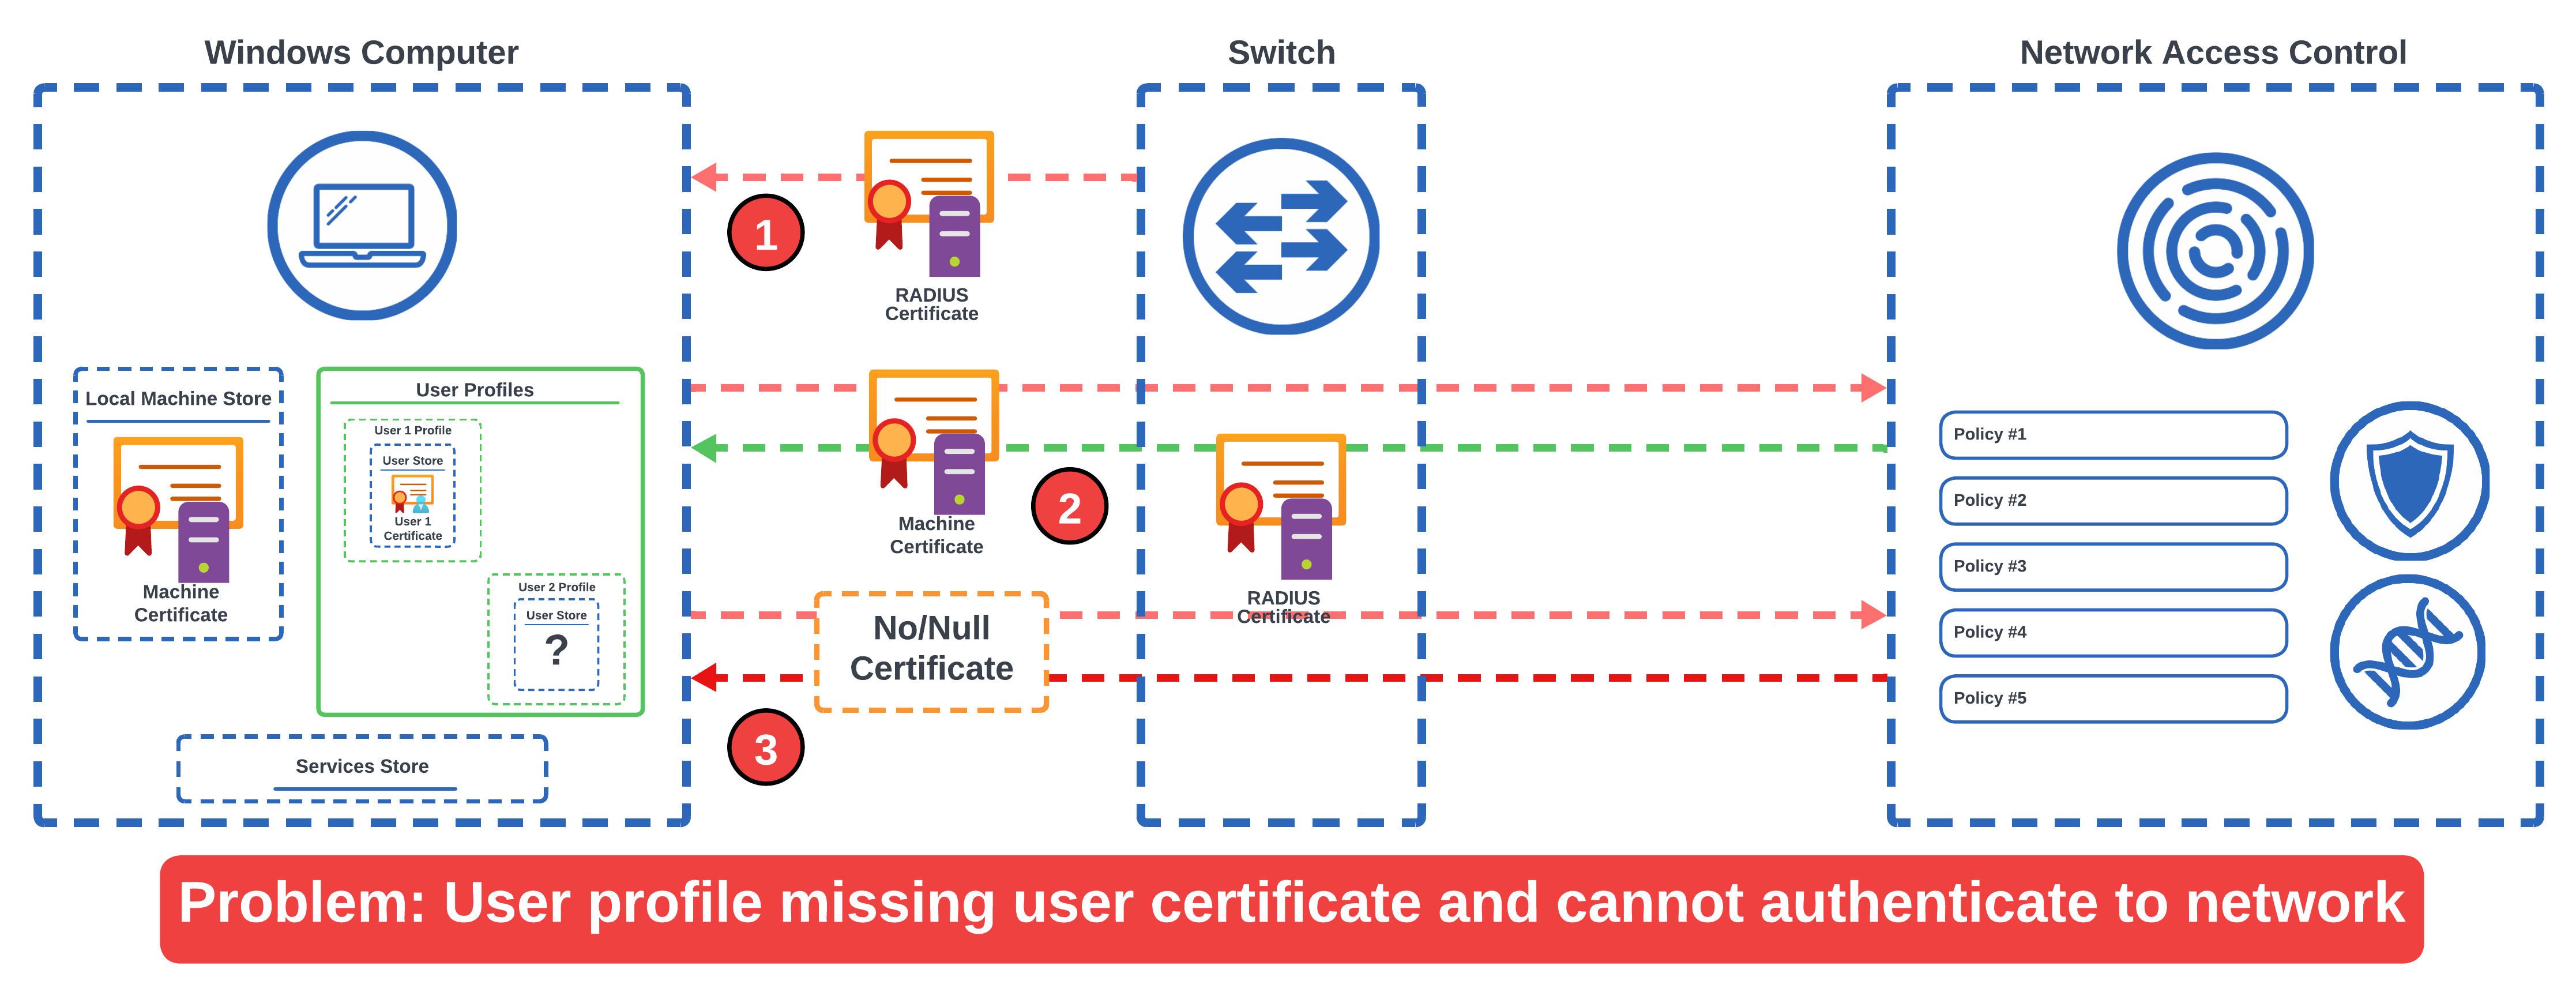 Windows Computer
Switch
Network Access Control
1
RADIUS
Certificate
Local Machine Store
Machine
Certificate
User Profiles
User 1 Profile
User Store
User 1
Certificate
User 2 Profile
User Store
?
Services Store
Machine
Certificate
2
RADIUS
Certificate
No/Null
Certificate
3
Policy #1
Policy #2
Policy #3
Policy #4
Policy #5
Problem: User profile missing user certificate and cannot authenticate to network